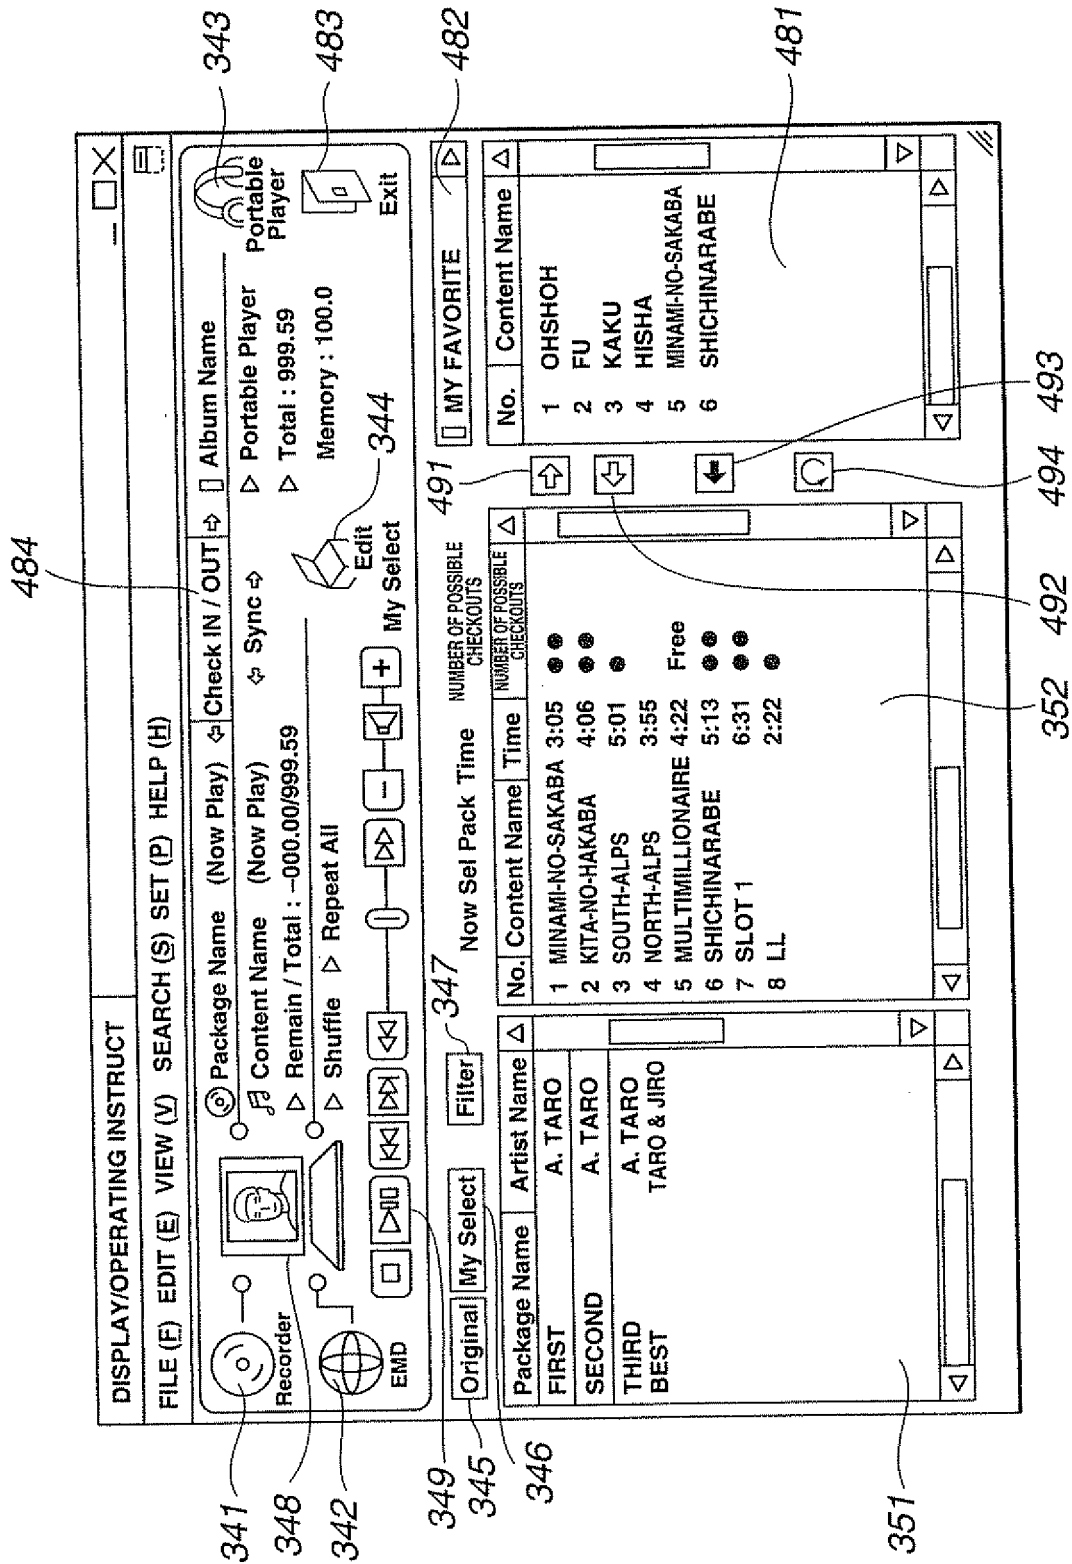 484
343
483
482
481
DISPLAY/OPERATING INSTRUCT
FILE (F) EDIT (E) VIEW (V) SEARCH (S) SET (P) HELP (H)
Package Name (Now Play)
Check IN / OUT
Album Name
Content Name (Now Play)
Sync
Portable Player
Remain / Total : –000.00/999.59
Total : 999.59
Shuffle
Repeat All
Memory : 100.0
Recorder
EMD
Edit
My Select
Portable
Player
Exit
344
Original
My Select
Filter
347
Now Sel Pack Time
NUMBER OF POSSIBLE
CHECKOUTS
491
MY FAVORITE
Package Name Artist Name
FIRST A. TARO
SECOND A. TARO
THIRD A. TARO
BEST TARO & JIRO
No. Content Name Time NUMBER OF POSSIBLE
CHECKOUTS
1 MINAMI-NO-SAKABA 3:05
2 KITA-NO-HAKABA 4:06
3 SOUTH-ALPS 5:01
4 NORTH-ALPS 3:55
5 MULTIMILLIONAIRE 4:22 Free
6 SHICHINARABE 5:13
7 SLOT 1 6:31
8 LL 2:22
No. Content Name
1 OHSHOH
2 FU
3 KAKU
4 HISHA
5 MINAMI-NO-SAKABA
6 SHICHINARABE
341
348
342
349
345
346
351
352
492
494
493